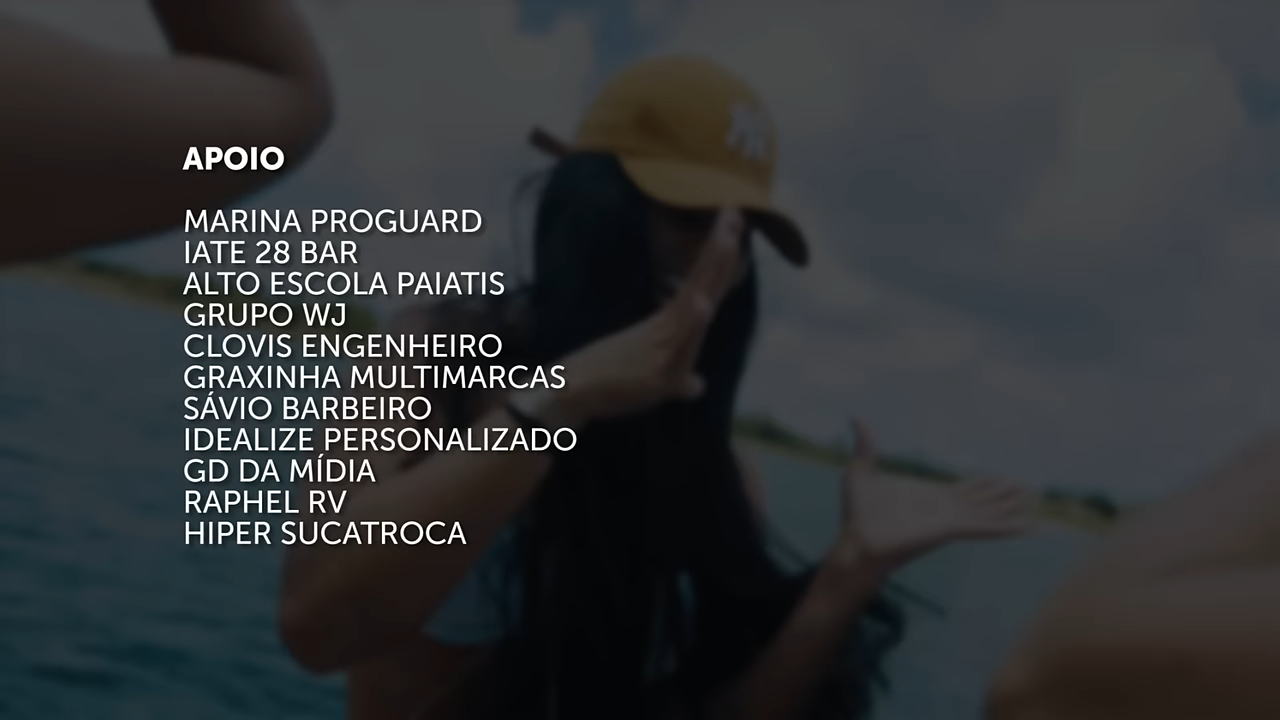 APOIO
MARINA PROGUARD
IATE 28 BAR
ALTO ESCOLA PAIATIS
GRUPO WJ
CLOVIS ENGENHEIRO
GRAXINHA MULTIMARCAS
SÁVIO BARBEIRO
IDEALIZE PERSONALIZADO
GD DA MÍDIA
RAPHEL RV
HIPER SUCATROCA
NY